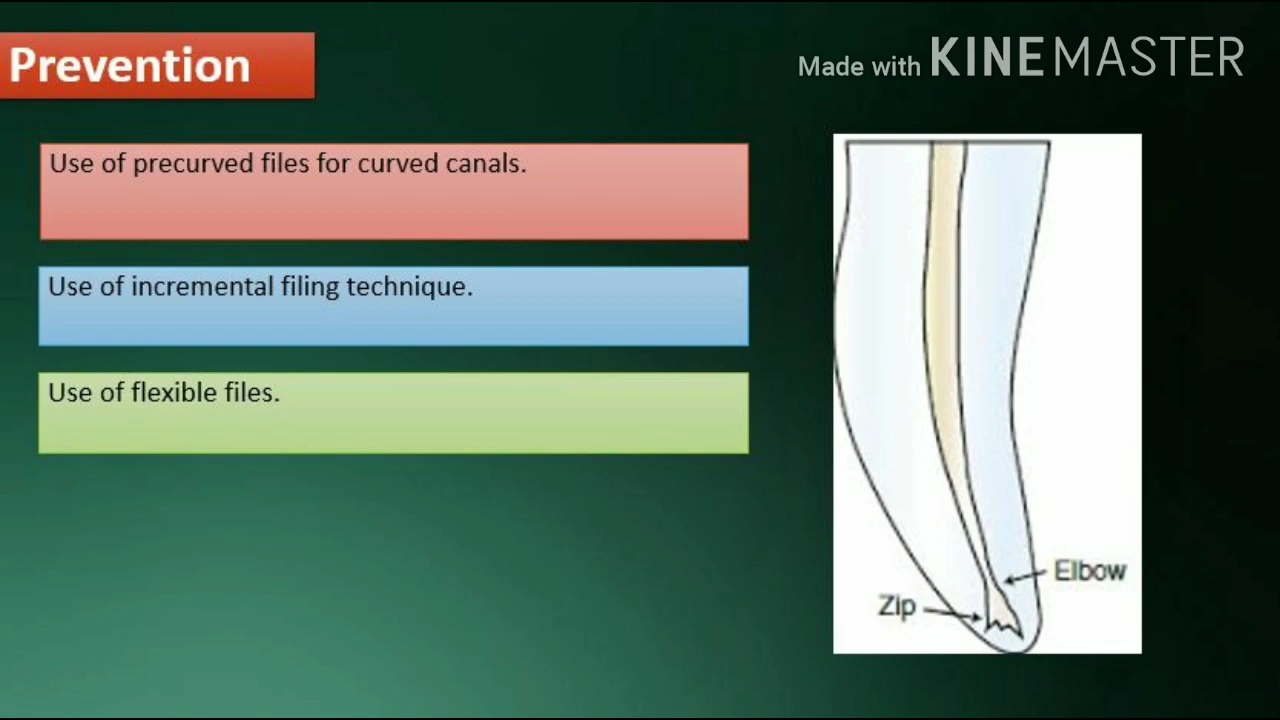 Prevention
Made with KINEMASTER
Use of precurved files for curved canals.
Use of incremental filing technique.
Use of flexible files.
Elbow
Zip